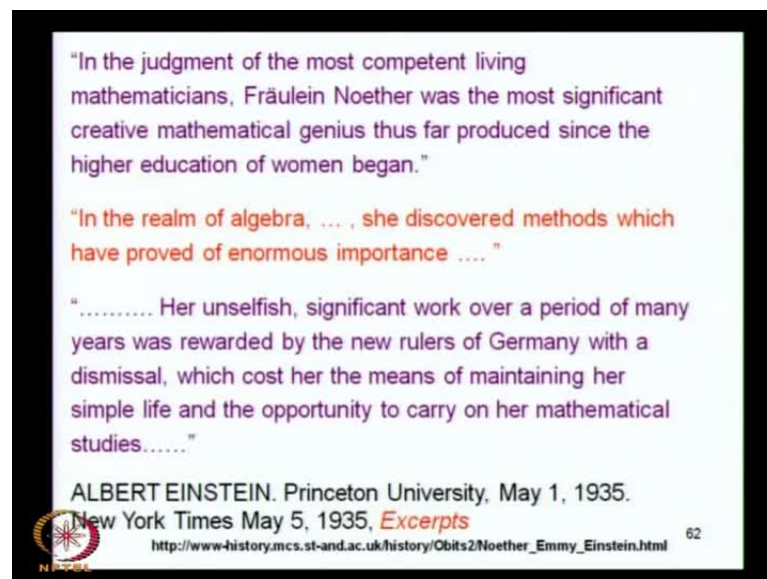 “In the judgment of the most competent living
mathematicians, Fräulein Noether was the most significant
creative mathematical genius thus far produced since the
higher education of women began.”
“In the realm of algebra, ... , she discovered methods which
have proved of enormous importance .... ”
“.......... Her unselfish, significant work over a period of many
years was rewarded by the new rulers of Germany with a
dismissal, which cost her the means of maintaining her
simple life and the opportunity to carry on her mathematical
studies......”
ALBERT EINSTEIN. Princeton University, May 1, 1935.
New York Times May 5, 1935, Excerpts
62
http://www-history.mcs.st-and.ac.uk/history/Obits2/Noether_Emmy_Einstein.html
NPTEL